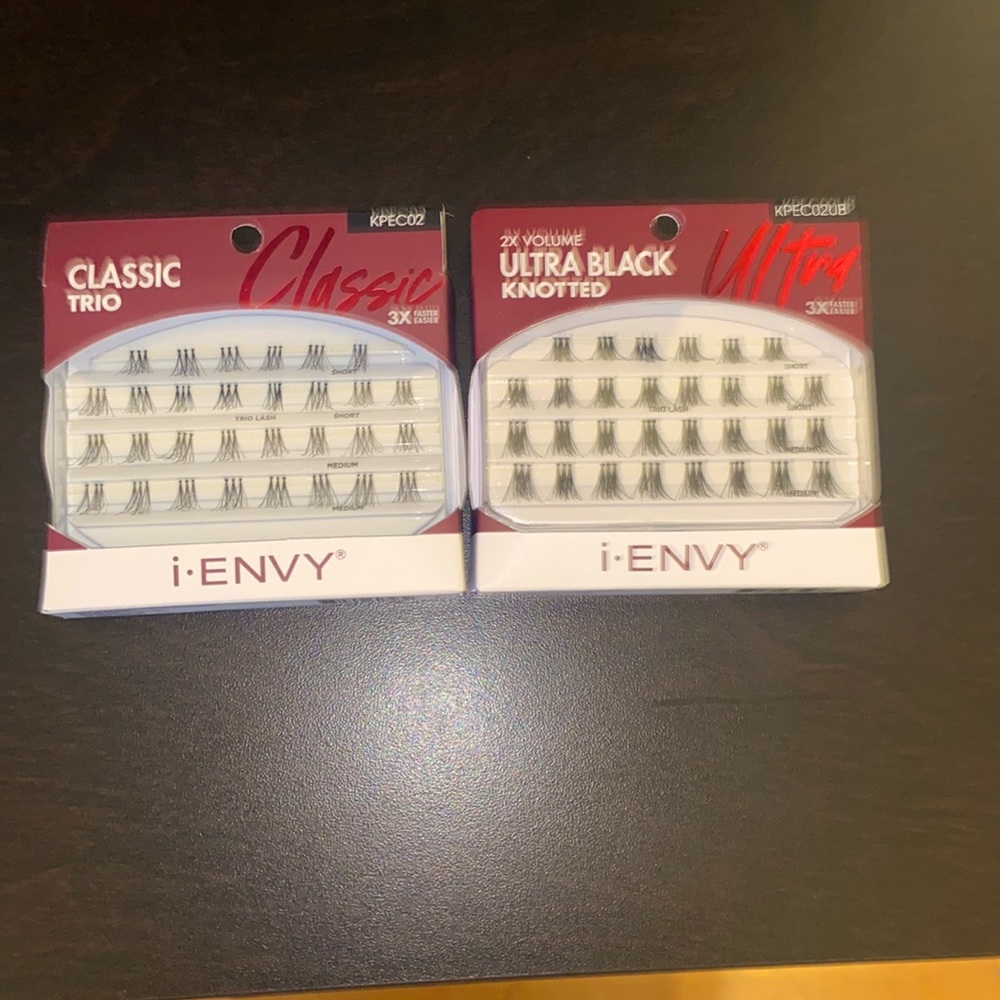 KPEC02
Classic
CLASSIC
TRIO
3X FASTER
EASIER
SHORT
TRIO LASH SHORT
MEDIUM
MEDIUM
i·ENVY®
KPEC02UB
2X VOLUME
Ultra
ULTRA BLACK
KNOTTED
3X FASTER
EASIER
SHORT
TRIO LASH SHORT
MEDIUM
MEDIUM
i·ENVY®